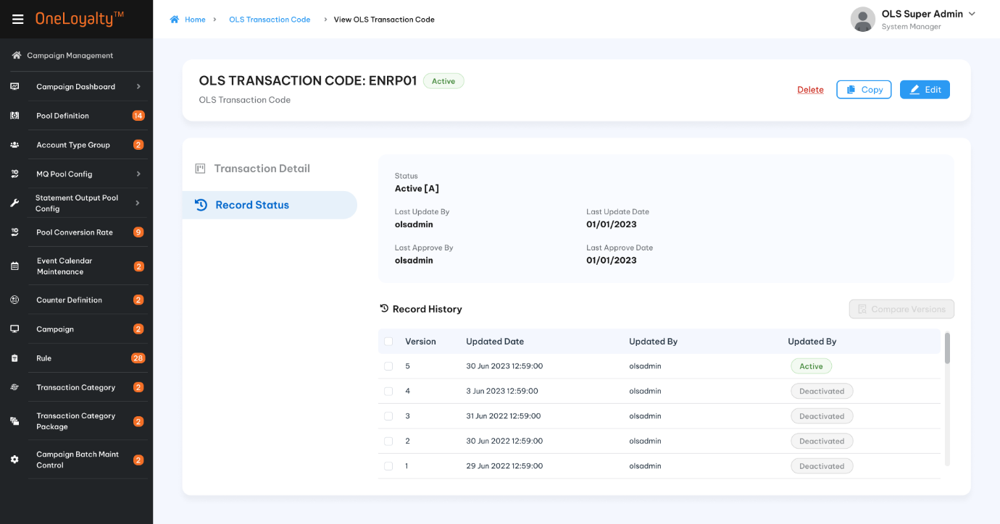 OneLoyalty™
Home
OLS Transaction Code
View OLS Transaction Code
OLS Super Admin
System Manager
Campaign Management
Campaign Dashboard
Pool Definition 14
Account Type Group 2
MQ Pool Config
Statement Output Pool
Config
Pool Conversion Rate 9
Event Calendar
Maintenance 2
Counter Definition 2
Campaign 2
Rule 28
Transaction Category 2
Transaction Category
Package 2
Campaign Batch Maint
Control 2
OLS TRANSACTION CODE: ENRP01 Active
OLS Transaction Code
Delete Copy Edit
Transaction Detail
Record Status
Status
Active [A]
Last Update By Last Update Date
olsadmin 01/01/2023
Last Approve By Last Approve Date
olsadmin 01/01/2023
Record History Compare Versions
Version Updated Date Updated By Updated By
5 30 Jun 2023 12:59:00 olsadmin Active
4 3 Jun 2023 12:59:00 olsadmin Deactivated
3 31 Jun 2022 12:59:00 olsadmin Deactivated
2 30 Jun 2022 12:59:00 olsadmin Deactivated
1 29 Jun 2022 12:59:00 olsadmin Deactivated